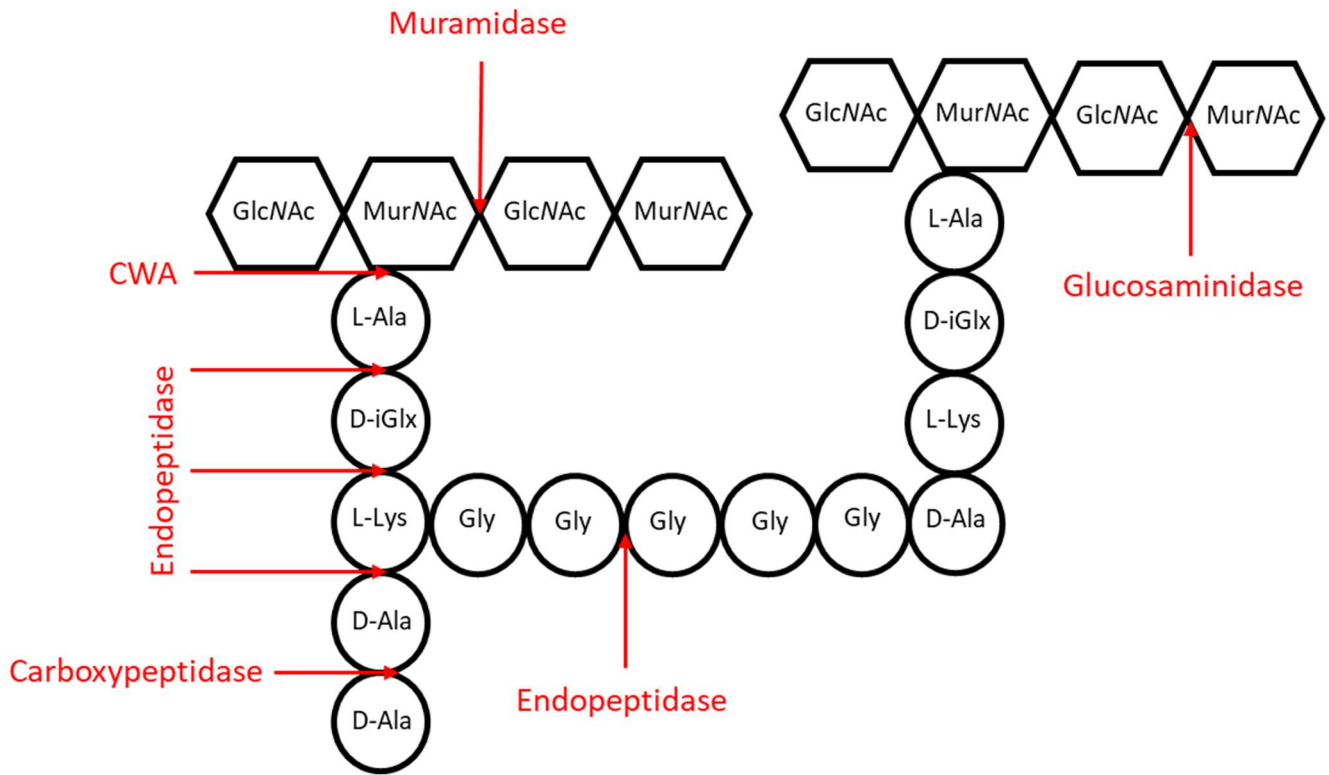 Muramidase
GlcNAc MurNAc GlcNAc MurNAc
GlcNAc MurNAc GlcNAc MurNAc
CWA
L-Ala
Glucosaminidase
L-Ala
D-iGlx
Endopeptidase
D-iGlx
L-Lys
L-Lys Gly Gly Gly Gly Gly D-Ala
D-Ala
Carboxypeptidase
Endopeptidase
D-Ala